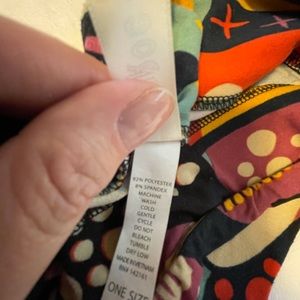 92% POLYESTER
8% SPANDEX
MACHINE
WASH
COLD
GENTLE
CYCLE
DO NOT
BLEACH
TUMBLE
DRY LOW
MADE IN VIETNAM
RN# 142161
ONE SIZE